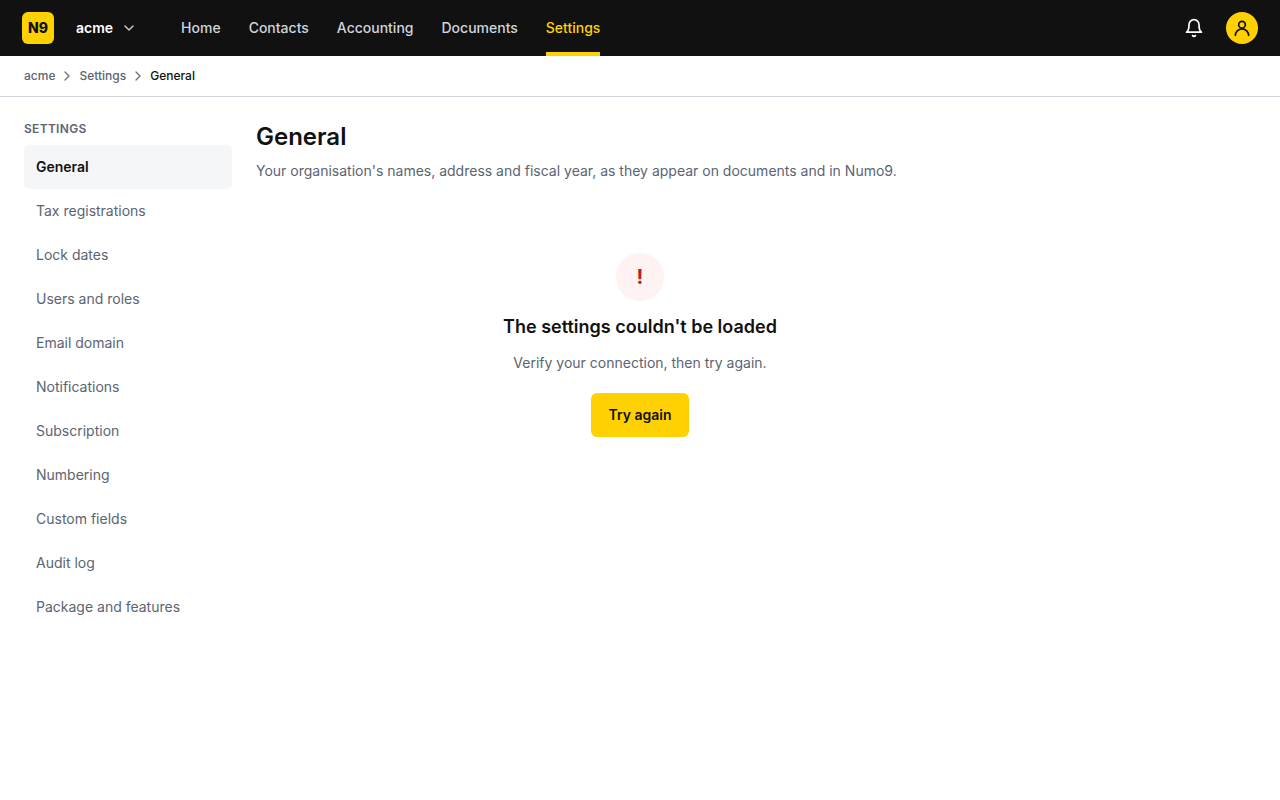 N9
acme
Home
Contacts
Accounting
Documents
Settings
acme
Settings
General
SETTINGS
General
Tax registrations
Lock dates
Users and roles
Email domain
Notifications
Subscription
Numbering
Custom fields
Audit log
Package and features
General
Your organisation's names, address and fiscal year, as they appear on documents and in Numo9.
!
The settings couldn't be loaded
Verify your connection, then try again.
Try again